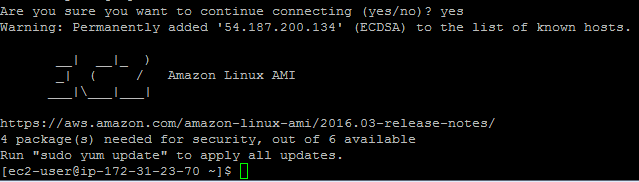 Are you sure you want to continue connecting (yes/no)? yes
Warning: Permanently added '54.187.200.134' (ECDSA) to the list of known hosts.

       __|  __|_  )
       _|  (     /   Amazon Linux AMI
      ___|\___|___|

https://aws.amazon.com/amazon-linux-ami/2016.03-release-notes/
4 package(s) needed for security, out of 6 available
Run "sudo yum update" to apply all updates.
[ec2-user@ip-172-31-23-70 ~]$